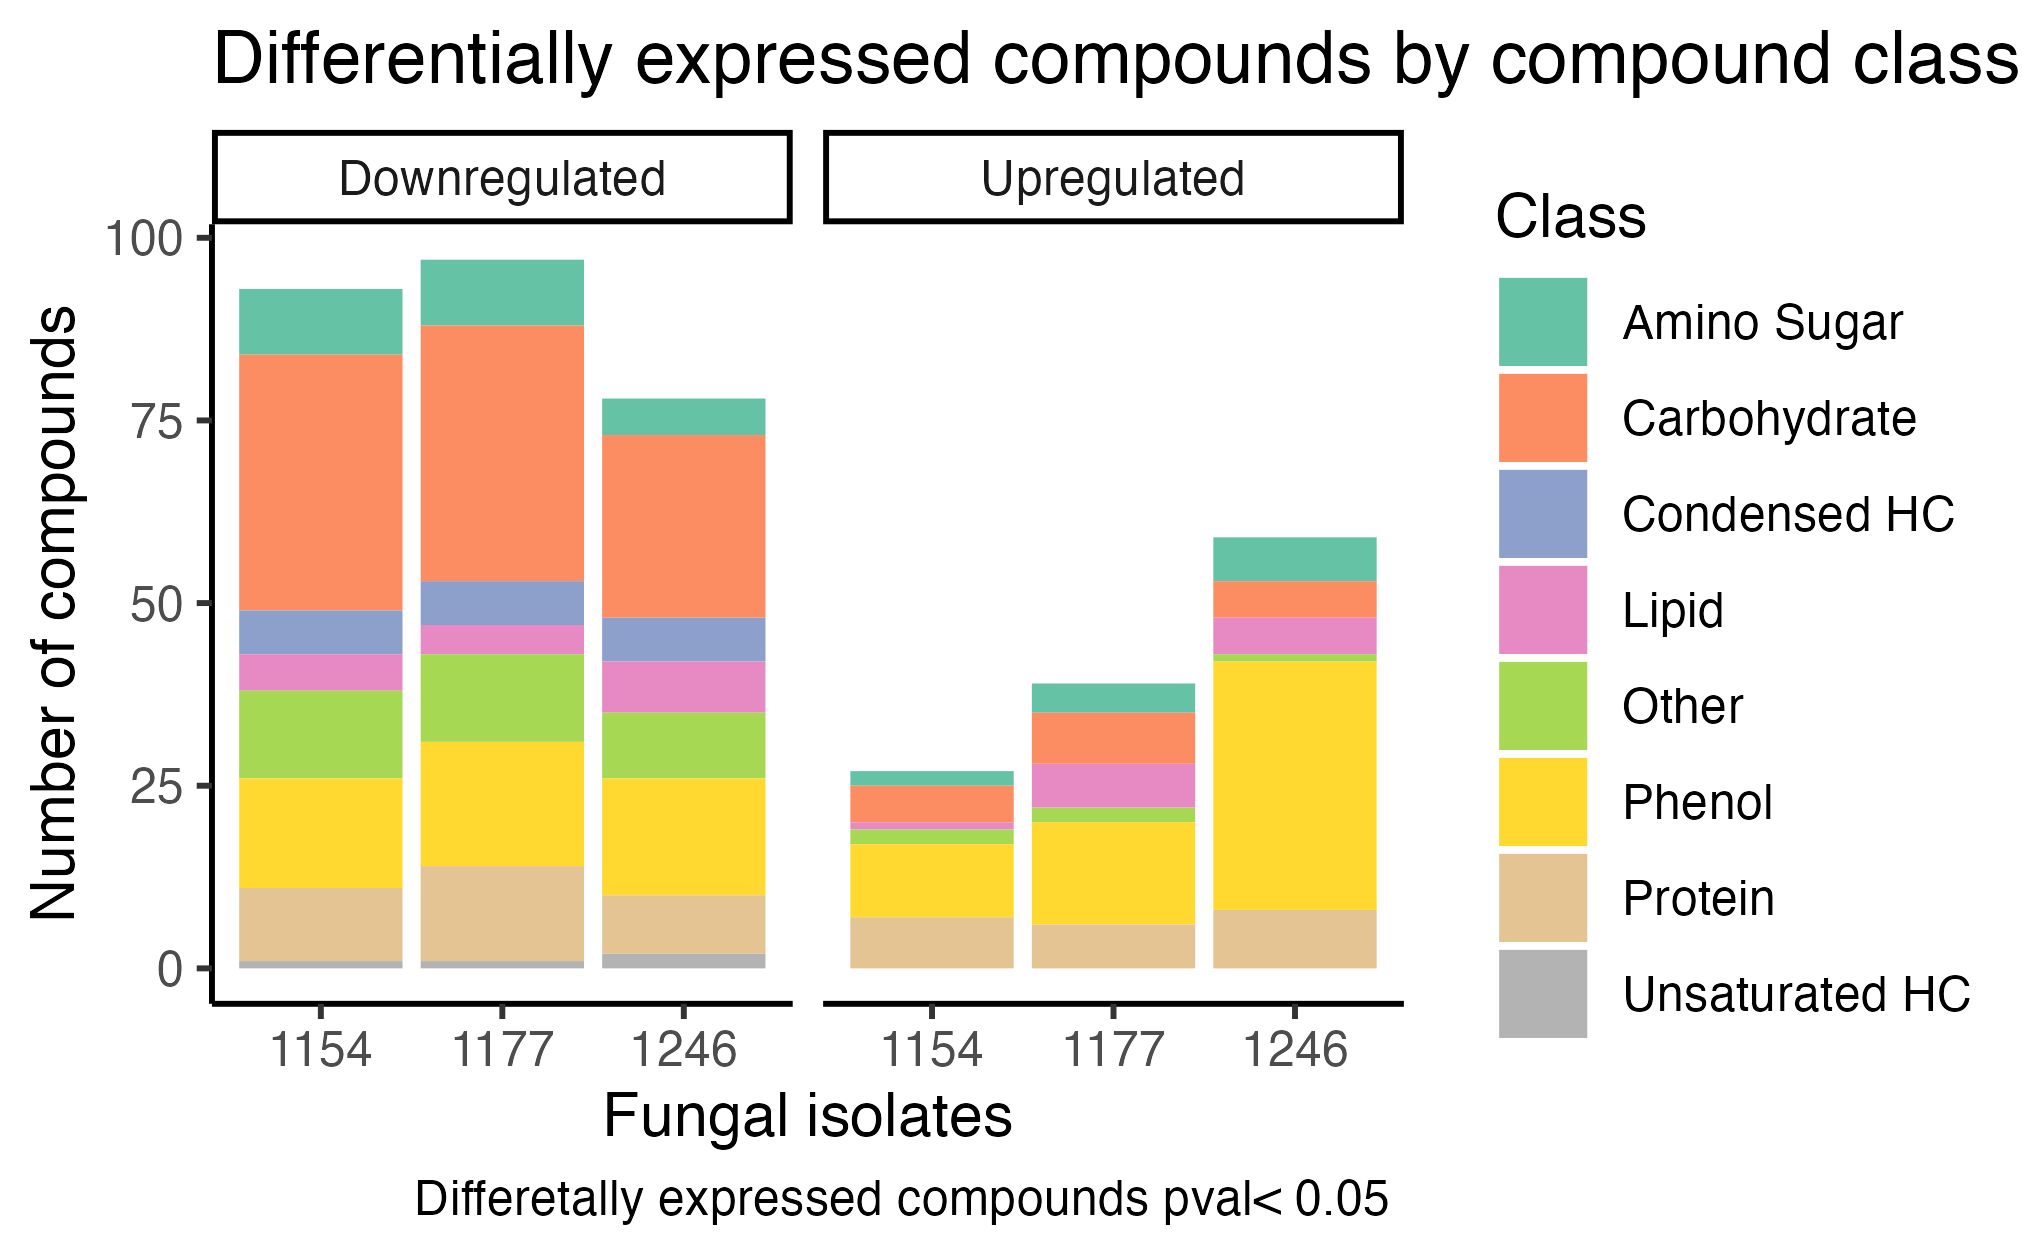 Differentially expressed compounds by compound class
Downregulated
Upregulated
Number of compounds
100
75
50
25
0
1154
1177
1246
1154
1177
1246
Fungal isolates
Differetally expressed compounds pval< 0.05
Class
Amino Sugar
Carbohydrate
Condensed HC
Lipid
Other
Phenol
Protein
Unsaturated HC